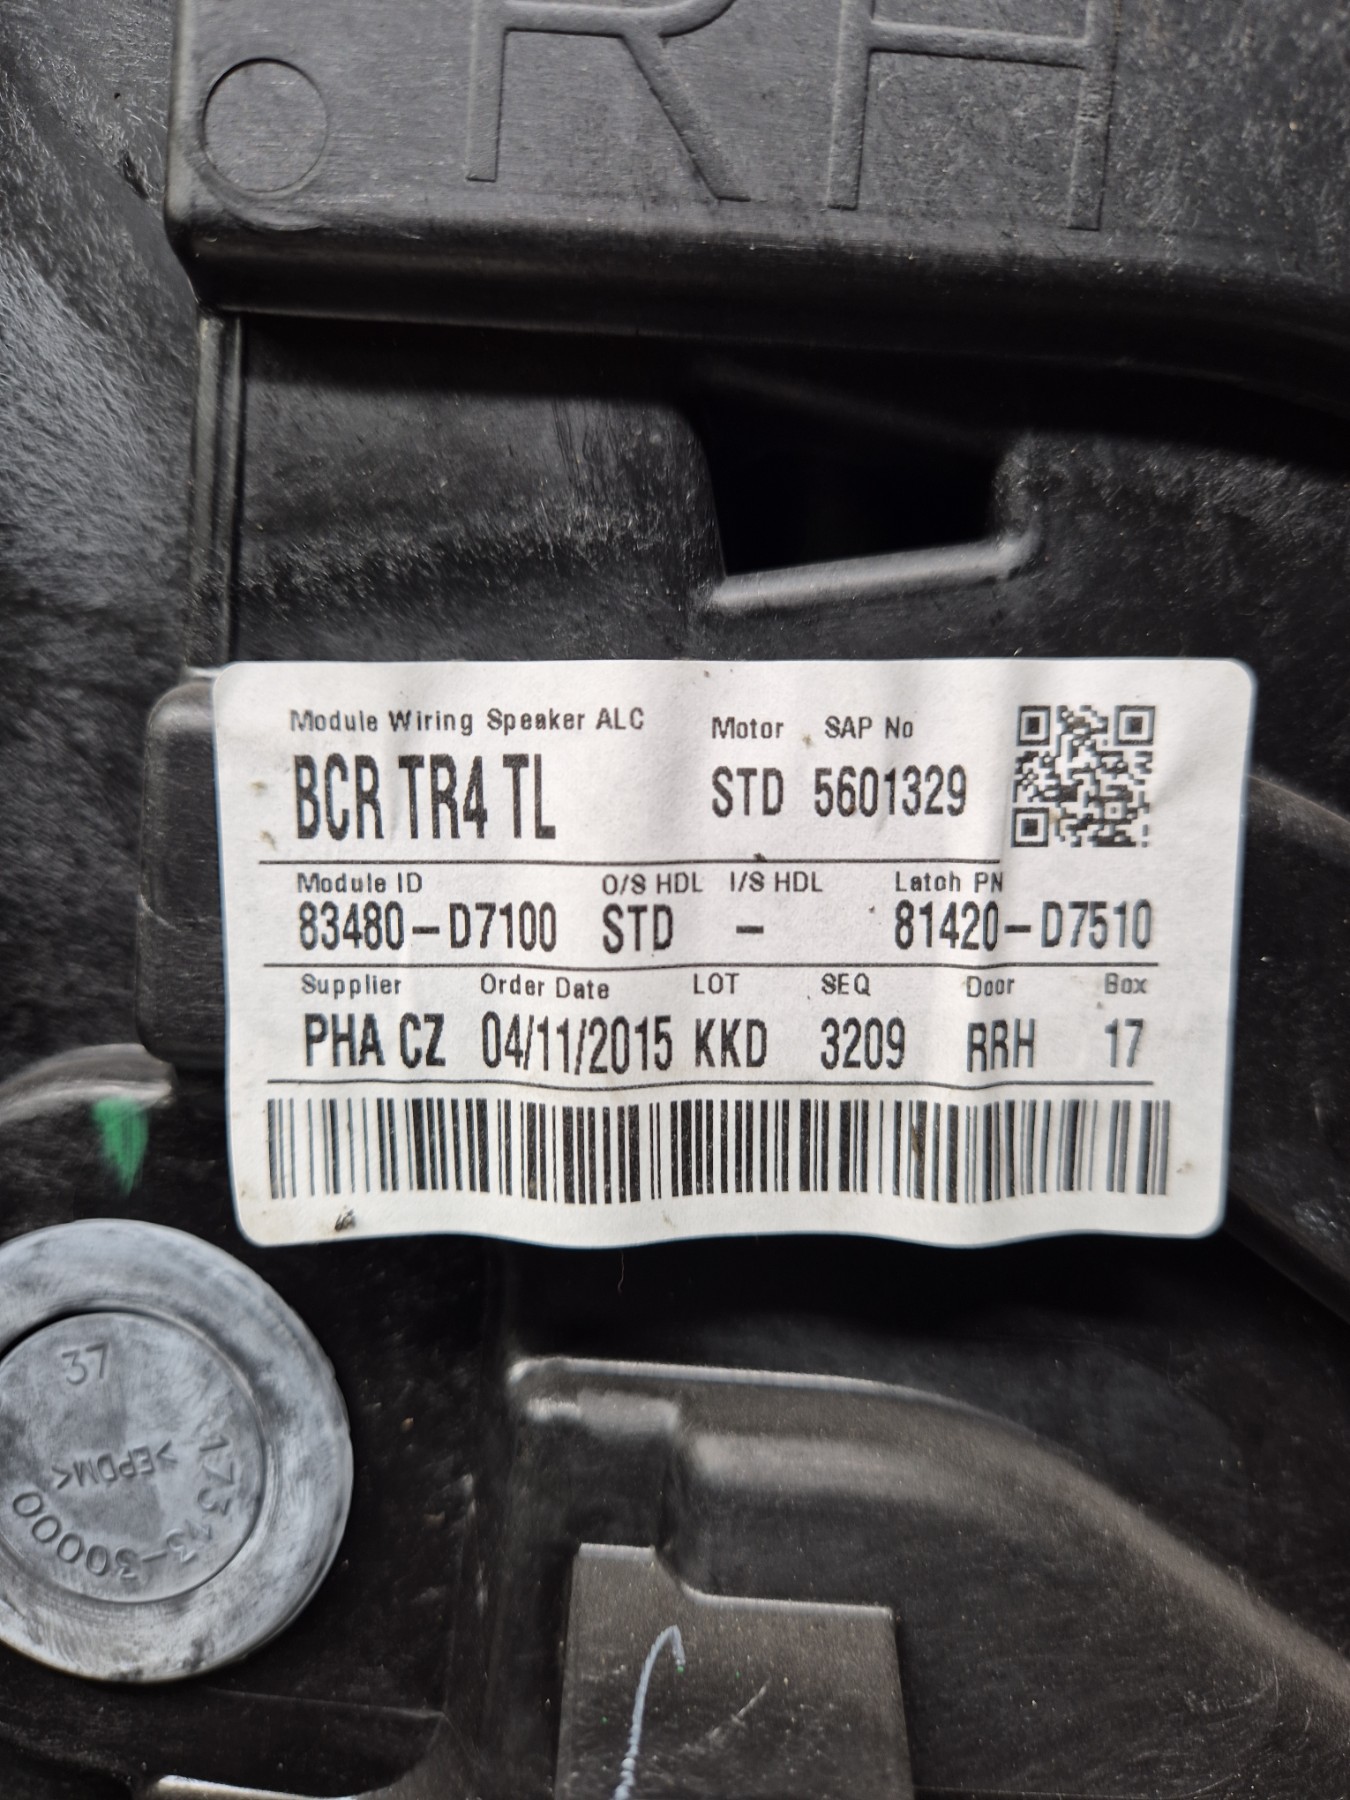 RH
Module Wiring Speaker ALC Motor SAP No
BCR TR4 TL STD 5601329
Module ID O/S HDL I/S HDL Latch PN
83480-D7100 STD - 81420-D7510
Supplier Order Date LOT SEQ Door Box
PHA CZ 04/11/2015 KKD 3209 RRH 17
37
>EPDM<
17313-30000